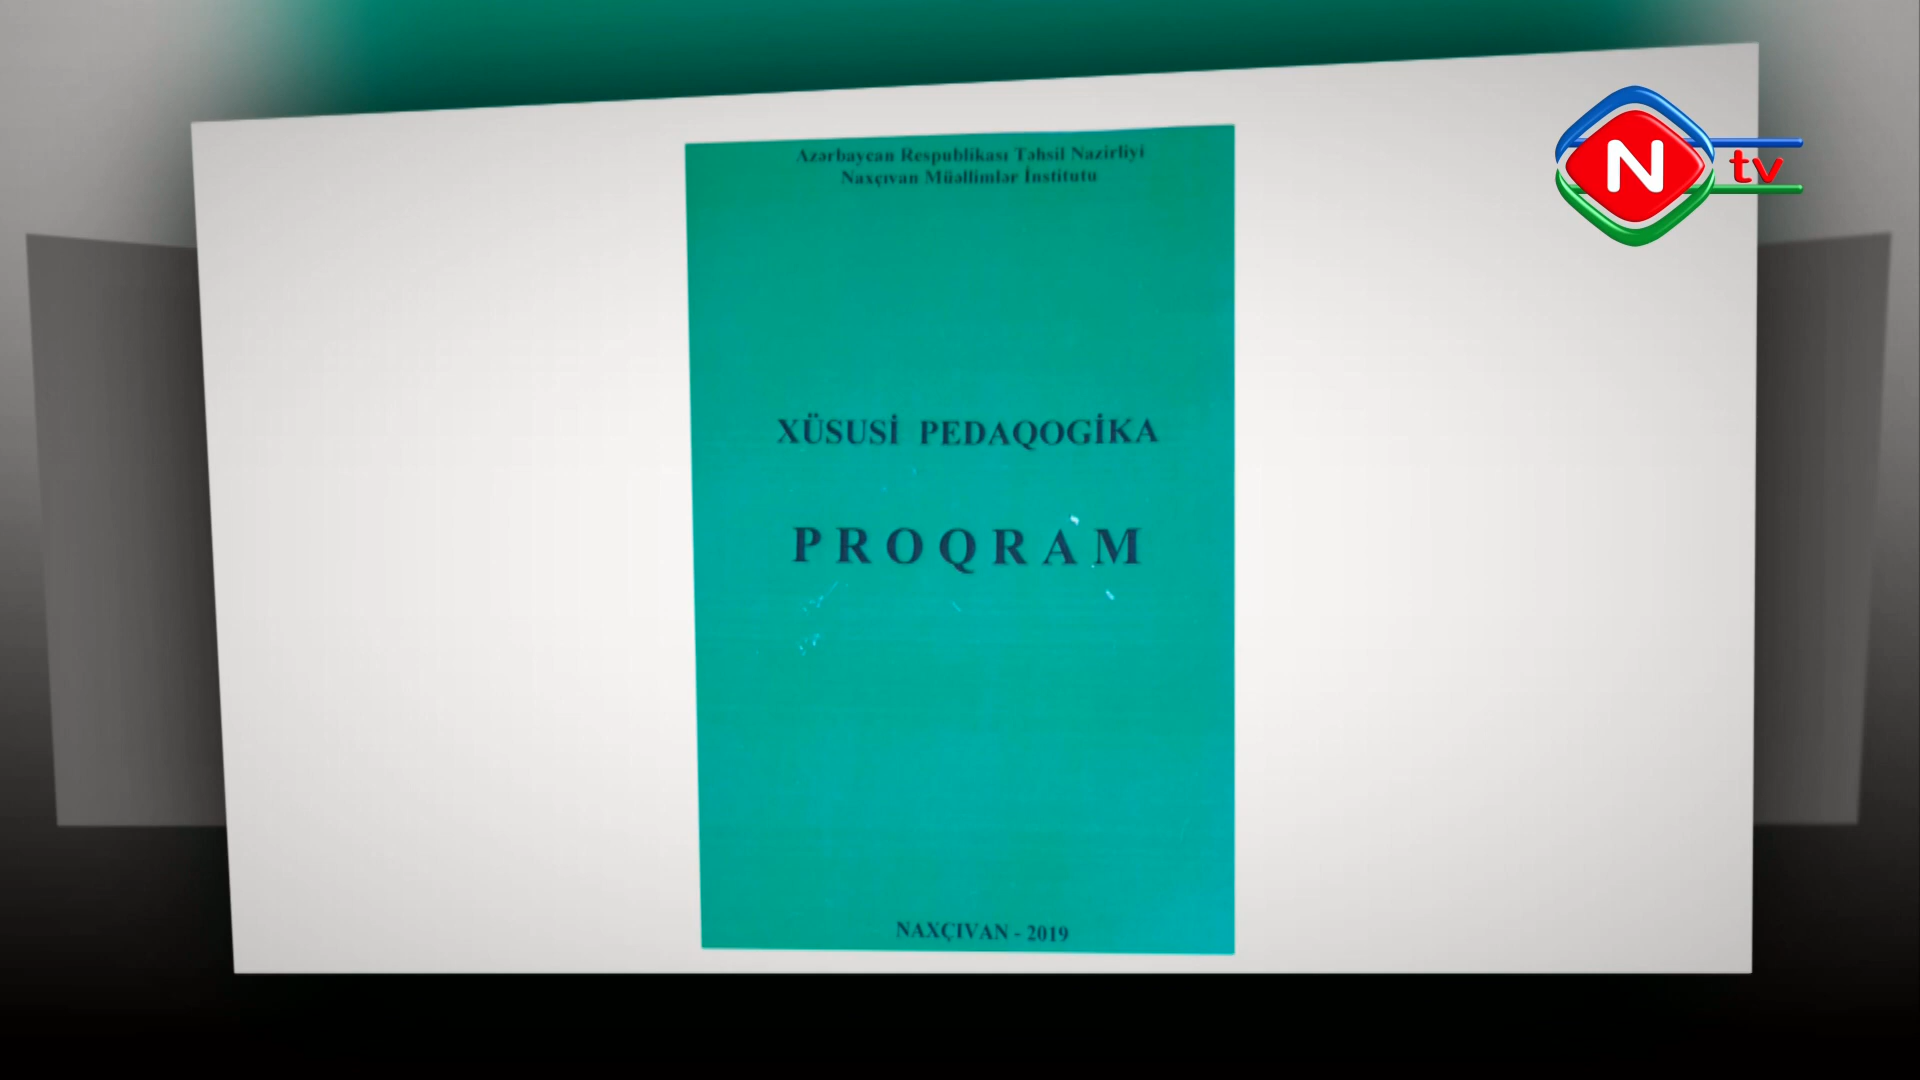 Azərbaycan Respublikası Təhsil Nazirliyi
Naxçıvan Müəllimlər İnstitutu
XÜSUSİ PEDAQOGİKA
PROQRAM
NAXÇIVAN - 2019
N tv